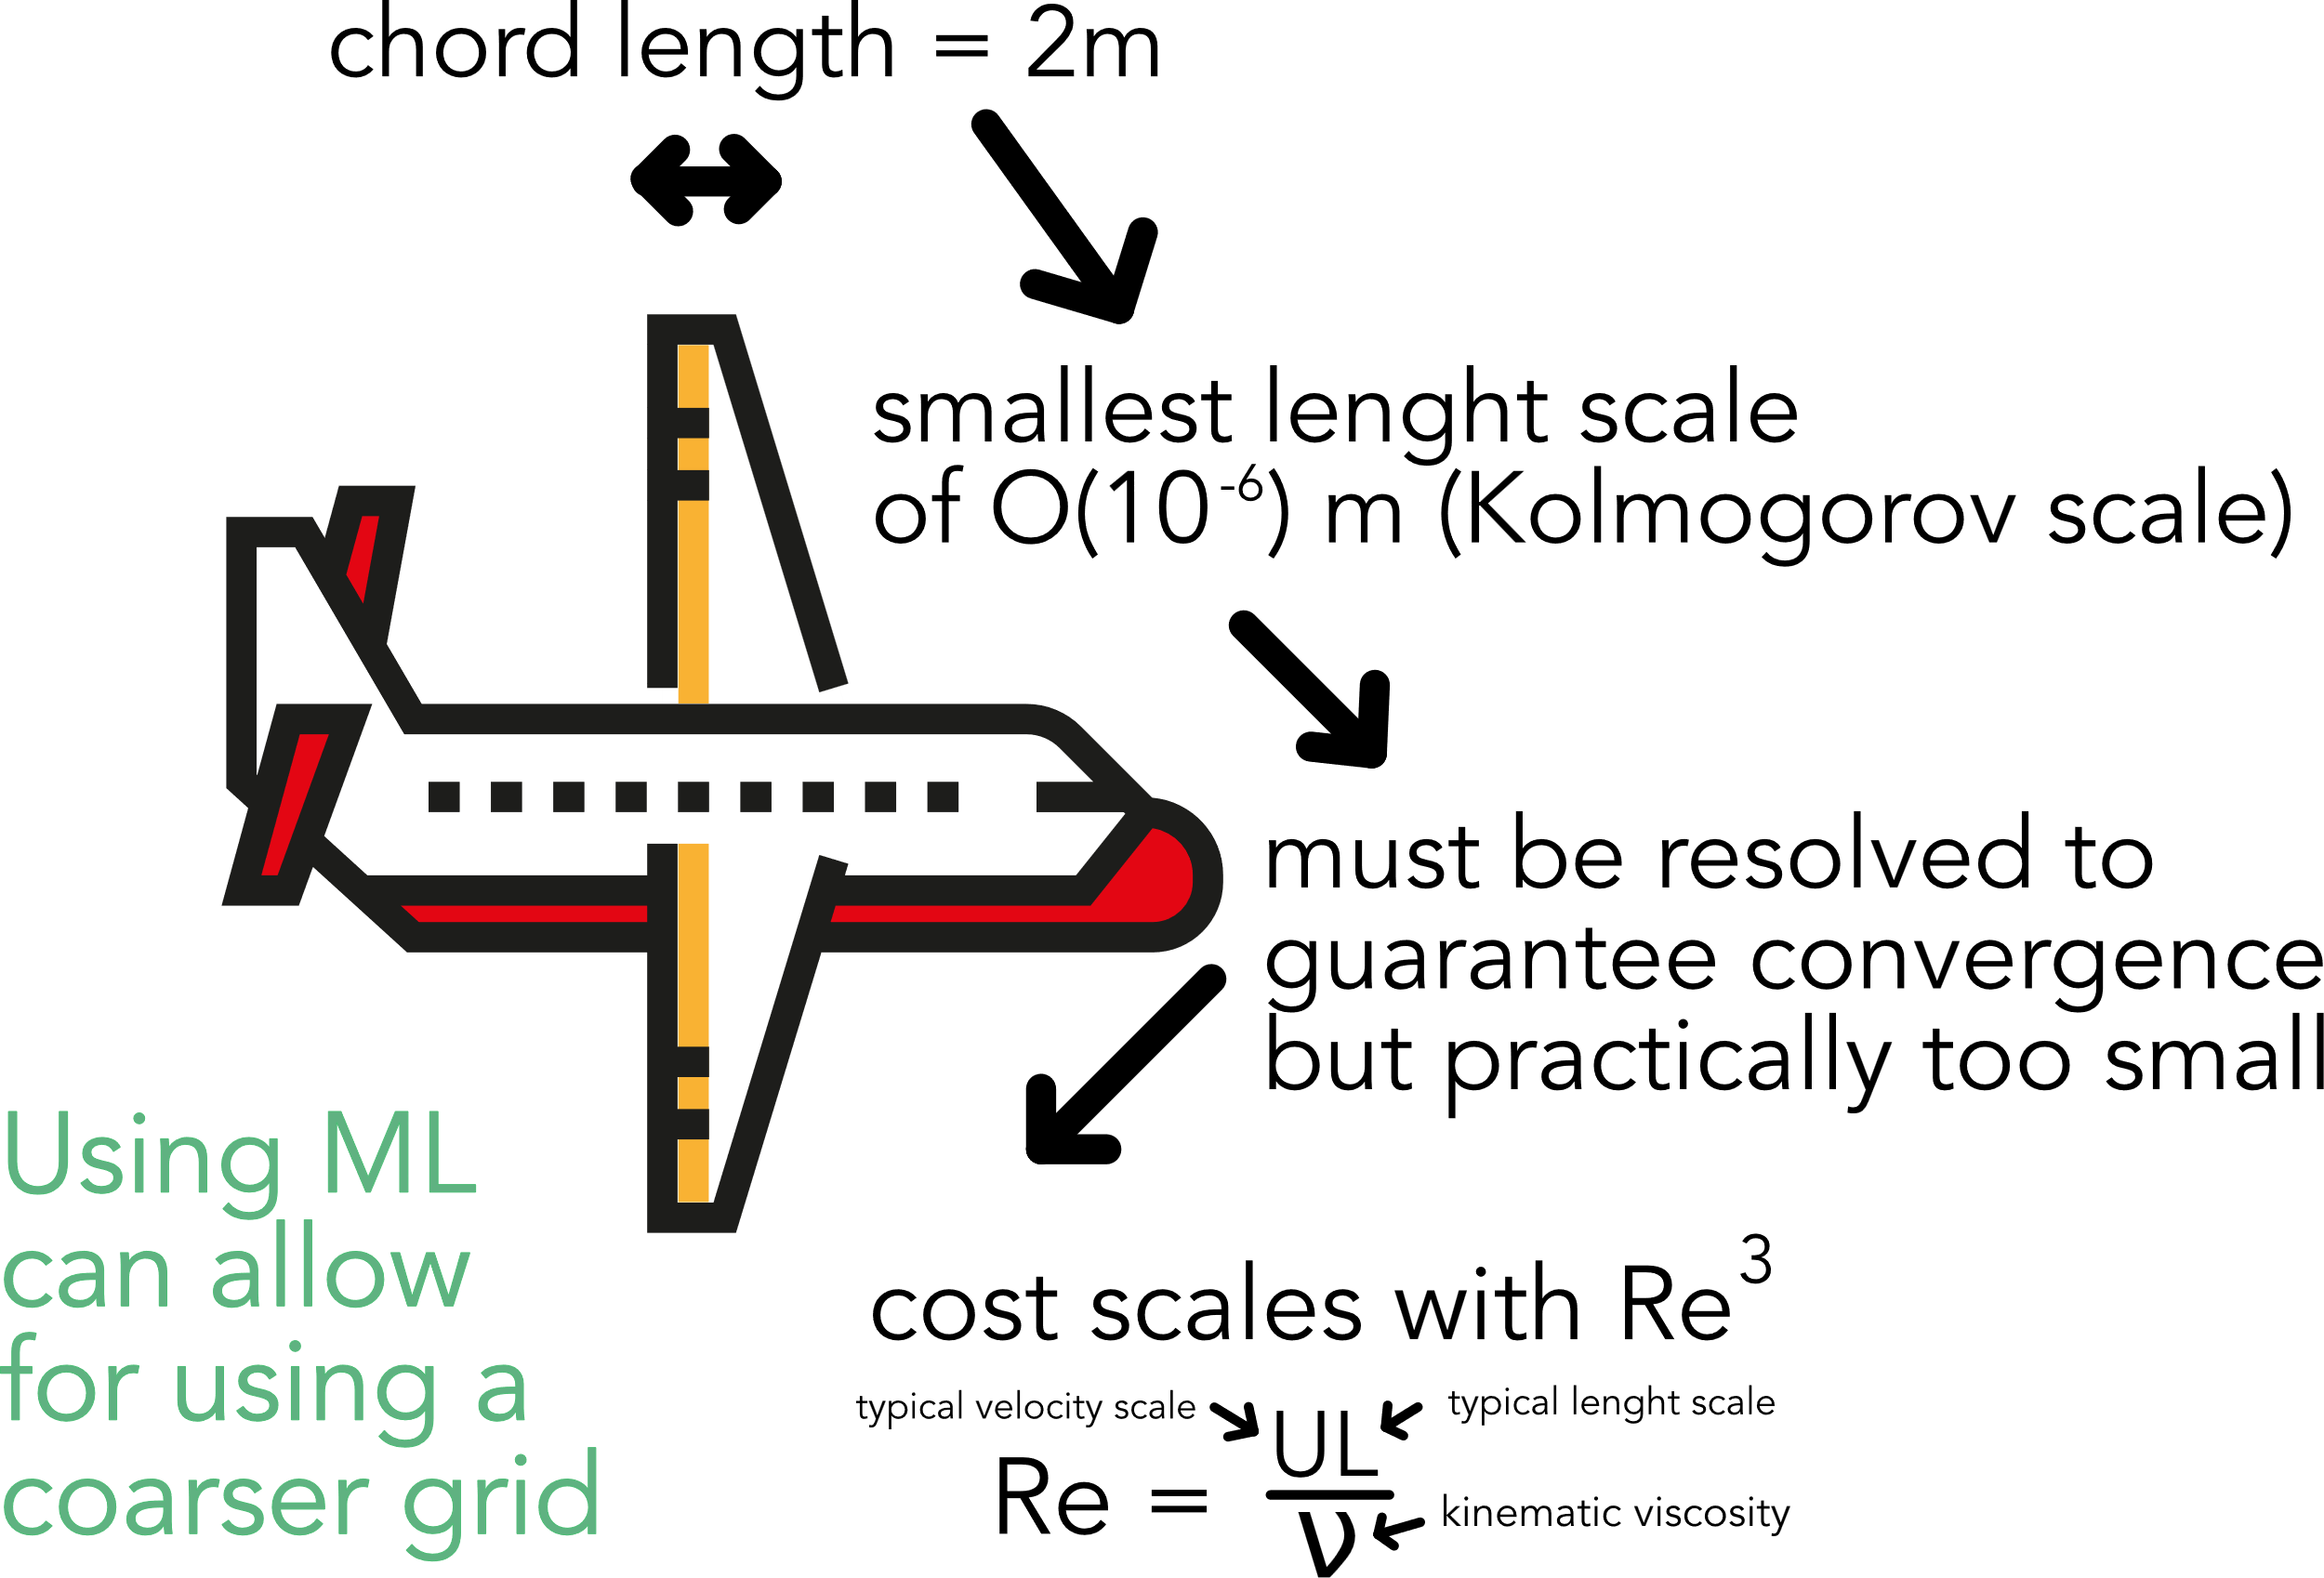 chord length = 2m
smallest lenght scale
of O(10⁻⁶) m (Kolmogorov scale)
must be resolved to
guarantee convergence
but practically too small
Using ML
can allow
for using a
coarser grid
cost scales with Re³
typical velocity scale
typical lenght scale
Re = UL/ν
kinematic viscosity